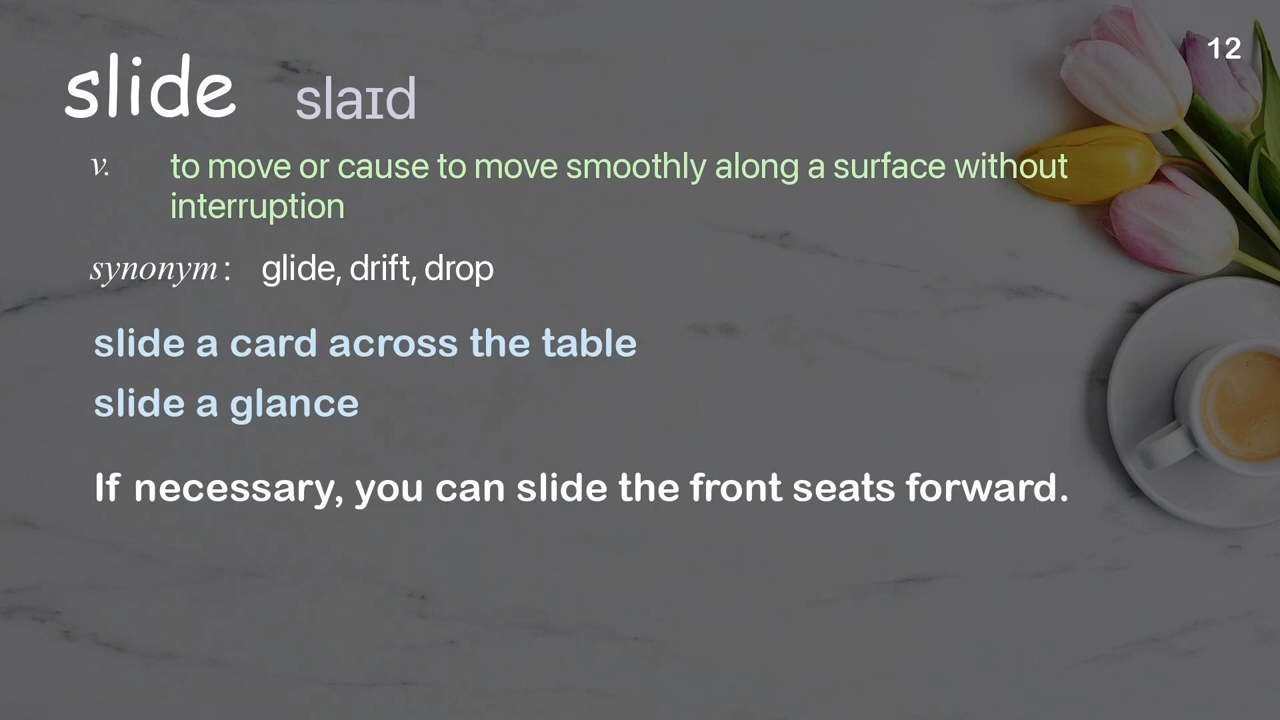 12
slide slaɪd
v. to move or cause to move smoothly along a surface without
interruption
synonym: glide, drift, drop
slide a card across the table
slide a glance
If necessary, you can slide the front seats forward.